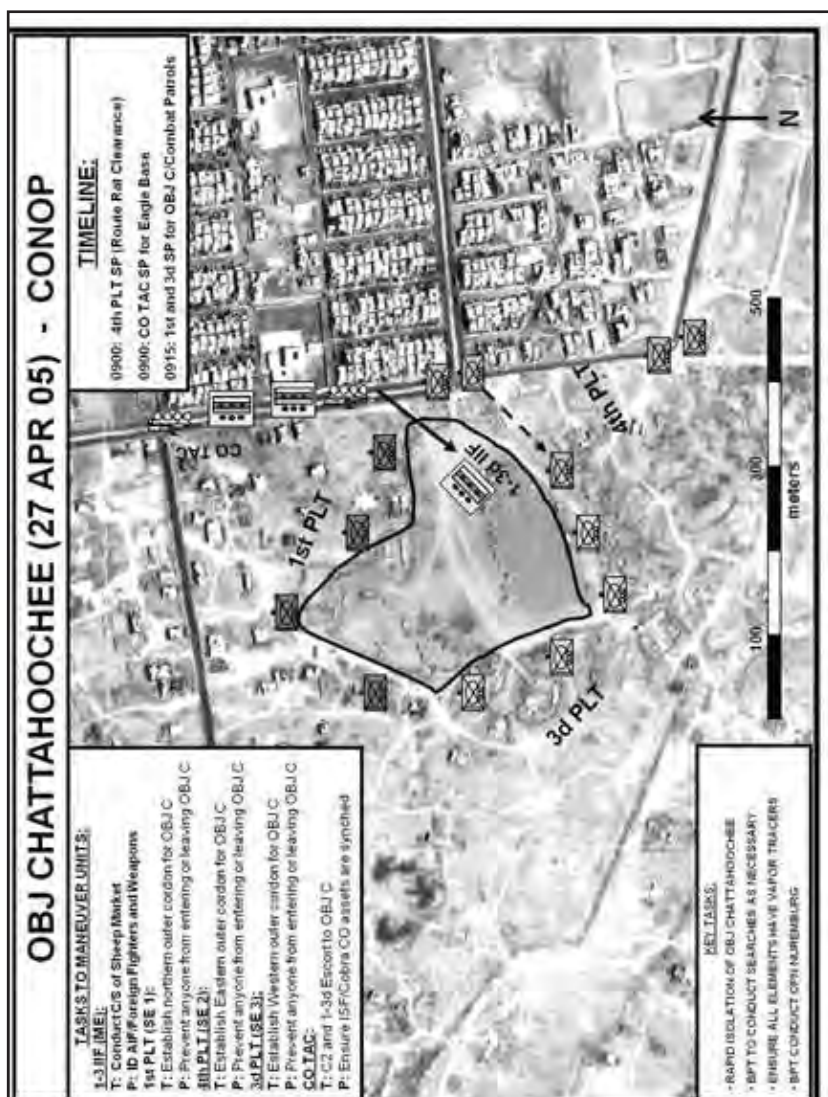 OBJ CHATTAHOOCHEE (27 APR 05) - CONOP
TASKS TO MANEUVER UNITS:
1-3 IIF (ME):
T: Conduct C/S of Sheep Market
P: ID AIF/Foreign Fighters and Weapons
1st PLT (SE 1):
T: Establish northern outer cordon for OBJ C
P: Prevent anyone from entering or leaving OBJ C
4th PLT (SE 2):
T: Establish Eastern outer cordon for OBJ C
P: Prevent anyone from entering or leaving OBJ C
3d PLT (SE 3):
T: Establish Western outer cordon for OBJ C
P: Prevent anyone from entering or leaving OBJ C
CO TAC:
T: C2 and 1-3d Escort to OBJ C
P: Ensure ISF/Cobra CO assets are synched
TIMELINE:
0900: 4th PLT SP (Route Rat Clearance)
0900: CO TAC SP for Eagle Base
0915: 1st and 3d SP for OBJ C/Combat Patrols
CO TAC
1st PLT
1-3d IIF
4th PLT
3d PLT
N
KEY TASKS:
- RAPID ISOLATION OF OBJ CHATTAHOOCHEE
- BPT TO CONDUCT SEARCHES AS NECESSARY
- ENSURE ALL ELEMENTS HAVE VAPOR TRACERS
- BPT CONDUCT OPN NUREMBURG
100
300
500
meters